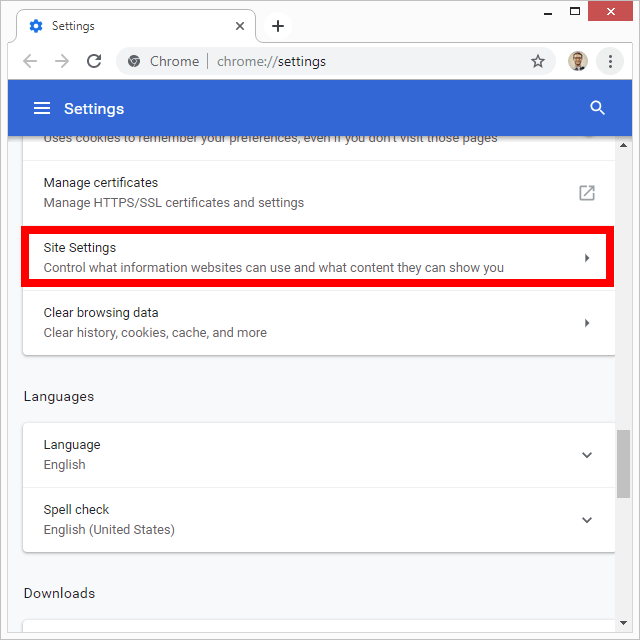 Settings
Chrome | chrome://settings
Settings
Uses cookies to remember your preferences, even if you don't visit those pages
Manage certificates
Manage HTTPS/SSL certificates and settings
Site Settings
Control what information websites can use and what content they can show you
Clear browsing data
Clear history, cookies, cache, and more
Languages
Language
English
Spell check
English (United States)
Downloads